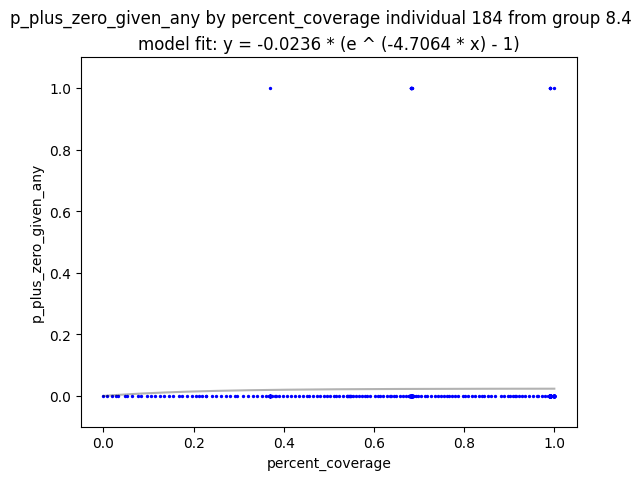 p_plus_zero_given_any by percent_coverage individual 184 from group 8.4
model fit: y = -0.0236 * (e ^ (-4.7064 * x) - 1)
1.0
0.8
0.6
0.4
0.2
0.0
p_plus_zero_given_any
0.0 0.2 0.4 0.6 0.8 1.0
percent_coverage